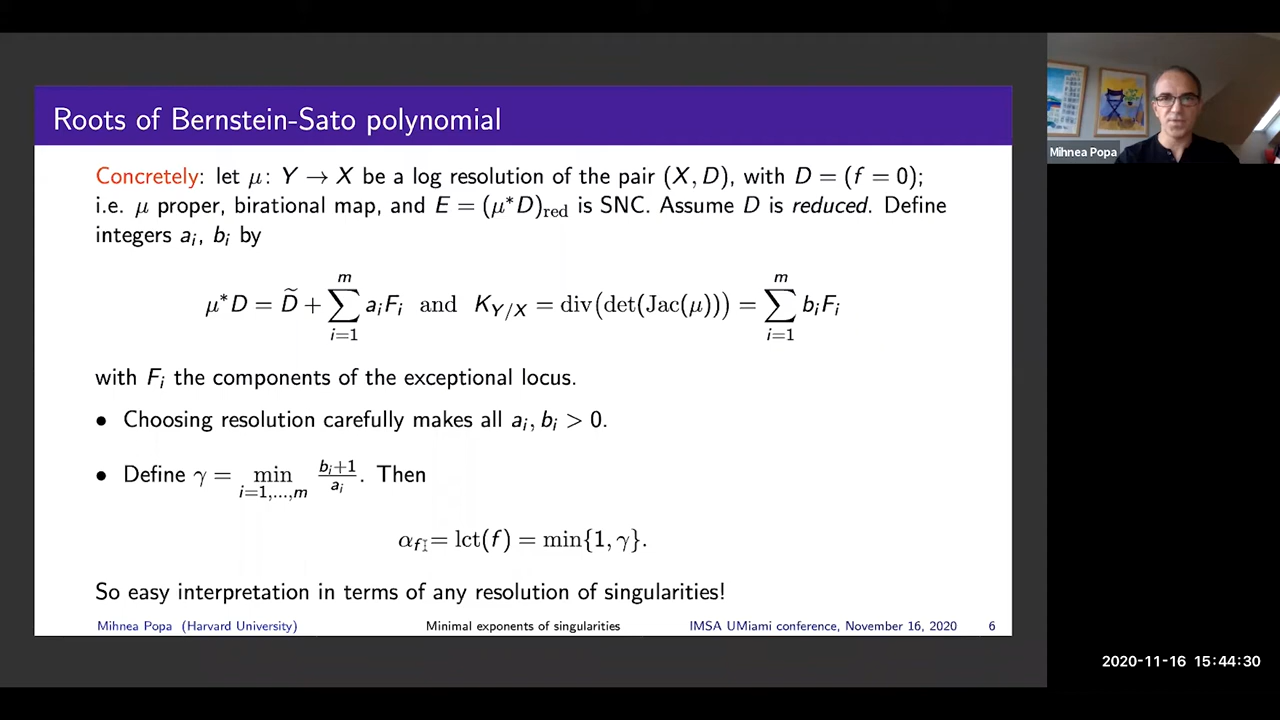 Roots of Bernstein-Sato polynomial
Concretely: let μ: Y → X be a log resolution of the pair (X, D), with D = (f = 0);
i.e. μ proper, birational map, and E = (μ*D)_red is SNC. Assume D is reduced. Define
integers a_i, b_i by
μ*D = D̃ + ∑_{i=1}^{m} a_i F_i and K_{Y/X} = div(det(Jac(μ))) = ∑_{i=1}^{m} b_i F_i
with F_i the components of the exceptional locus.
• Choosing resolution carefully makes all a_i, b_i > 0.
• Define γ = min_{i=1,...,m} (b_i+1)/a_i. Then
α_f = lct(f) = min{1, γ}.
So easy interpretation in terms of any resolution of singularities!
Mihnea Popa (Harvard University) Minimal exponents of singularities IMSA UMiami conference, November 16, 2020 6
Mihnea Popa
2020-11-16 15:44:30